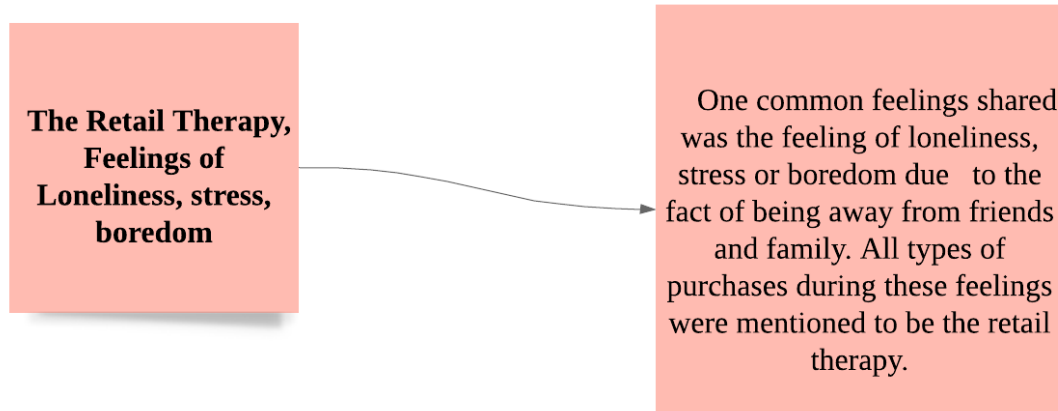 The Retail Therapy,
Feelings of
Loneliness, stress,
boredom
One common feelings shared
was the feeling of loneliness,
stress or boredom due to the
fact of being away from friends
and family. All types of
purchases during these feelings
were mentioned to be the retail
therapy.